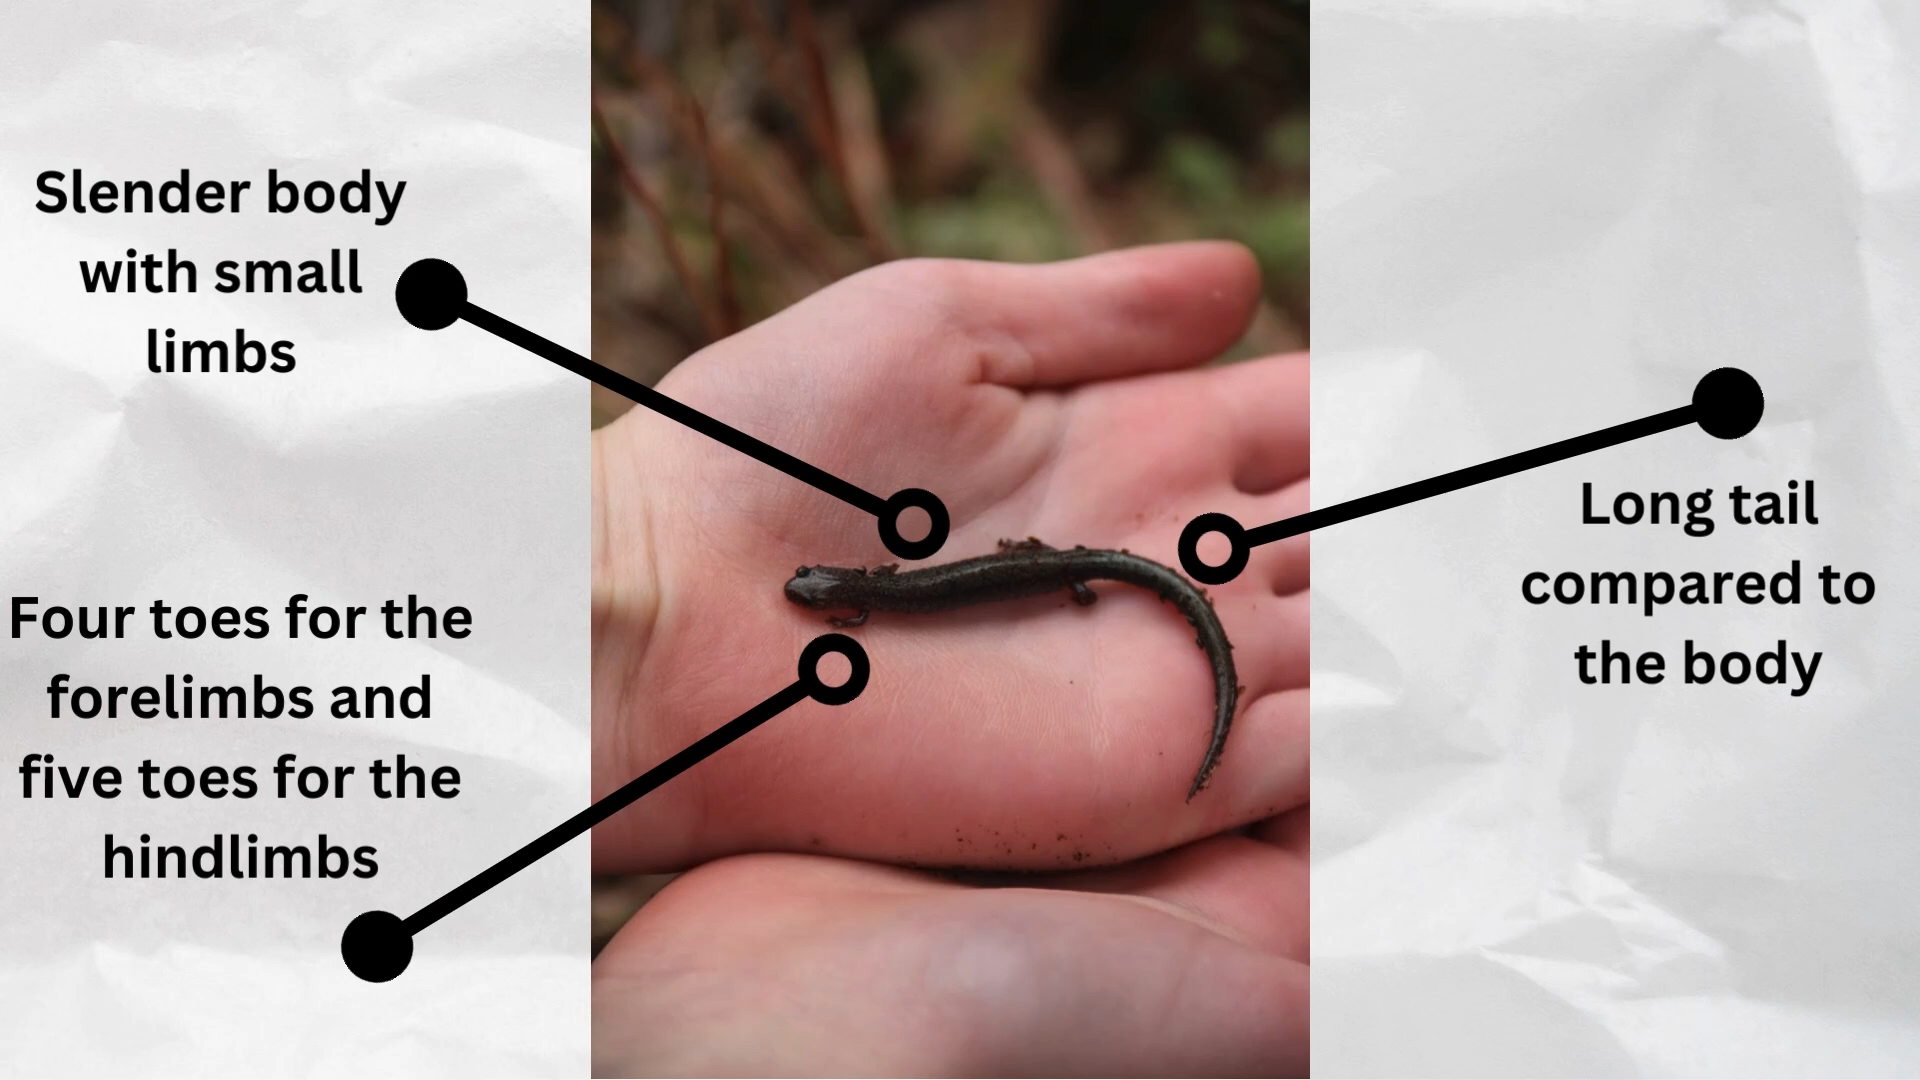 Slender body
with small
limbs
Four toes for the
forelimbs and
five toes for the
hindlimbs
Long tail
compared to
the body